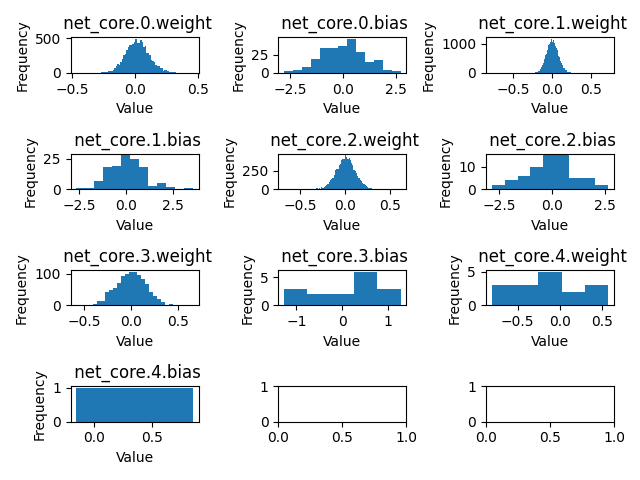 net_core.0.weight
Frequency
500
0
−0.5
0.0
0.5
Value
net_core.0.bias
Frequency
25
0
−2.5
0.0
2.5
Value
net_core.1.weight
Frequency
1000
0
−0.5
0.0
0.5
Value
net_core.1.bias
Frequency
25
0
−2.5
0.0
2.5
Value
net_core.2.weight
Frequency
250
0
−0.5
0.0
0.5
Value
net_core.2.bias
Frequency
10
0
−2.5
0.0
2.5
Value
net_core.3.weight
Frequency
100
0
−0.5
0.0
0.5
Value
net_core.3.bias
Frequency
5
0
−1
0
1
Value
net_core.4.weight
Frequency
5
0
−0.5
0.0
0.5
Value
net_core.4.bias
Frequency
1
0
0.0
0.5
Value
1
0
0.0
0.5
1.0
1
0
0.0
0.5
1.0